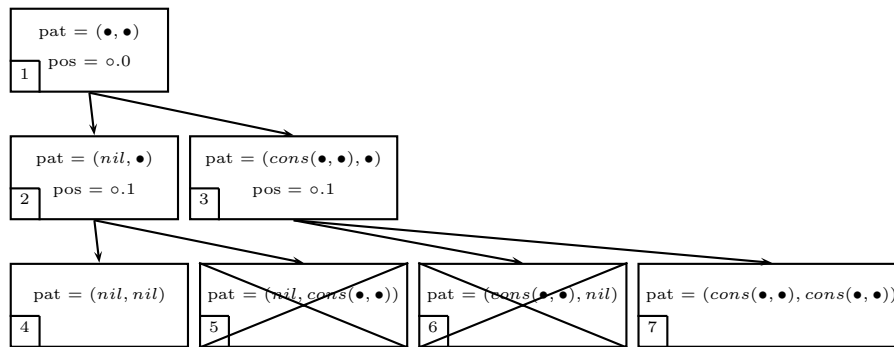 pat = (•, •)
pos = ∘.0
1
pat = (nil, •)
pos = ∘.1
2
pat = (cons(•, •), •)
pos = ∘.1
3
pat = (nil, nil)
4
pat = (nil, cons(•, •))
5
pat = (cons(•, •), nil)
6
pat = (cons(•, •), cons(•, •))
7